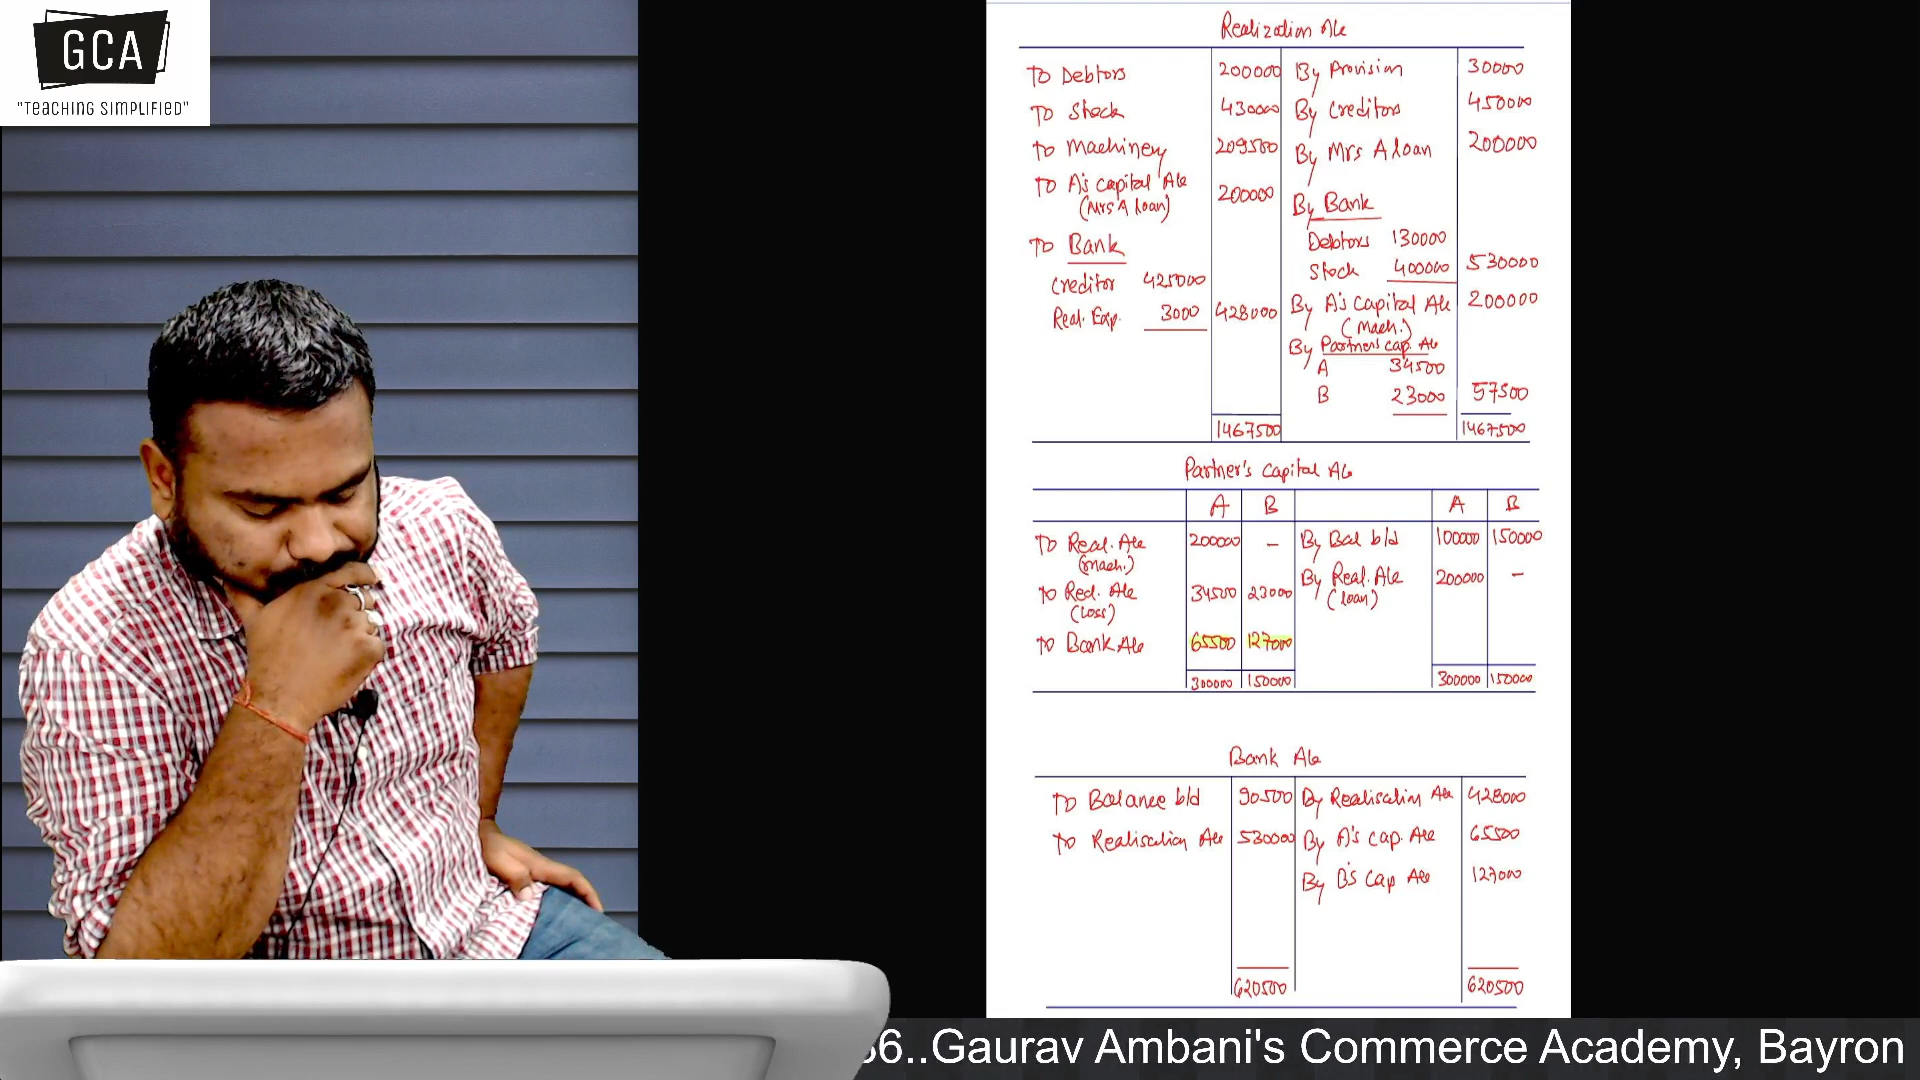 GCA
"TEACHING SIMPLIFIED"
Realization A/c
To Debtors 200000 By Provision 30000
To Stock 430000 By Creditors 450000
To Machinery 209500 By Mrs A loan 200000
To A's capital A/c 200000
(Mrs A loan)
By Bank
To Bank
Debtors 130000
Creditor 425000
Stock 400000 530000
Real. Exp. 3000 428000 By A's Capital A/c 200000
(Mach.)
By Partners cap. A/c
A 34500
B 23000 57500
1467500 1467500
Partner's Capital A/c
A B A B
To Real. A/c 200000 - By Bal b/d 100000 150000
(Mach.)
By Real. A/c 200000 -
(loan)
To Real. A/c 34500 23000
(Loss)
To Bank A/c 65500 127000
300000 150000 300000 150000
Bank A/c
To Balance b/d 90500 By Realisation A/c 428000
To Realisation A/c 530000 By A's cap. A/c 65500
By B's Cap A/c 127000
620500 620500
36..Gaurav Ambani's Commerce Academy, Bayron